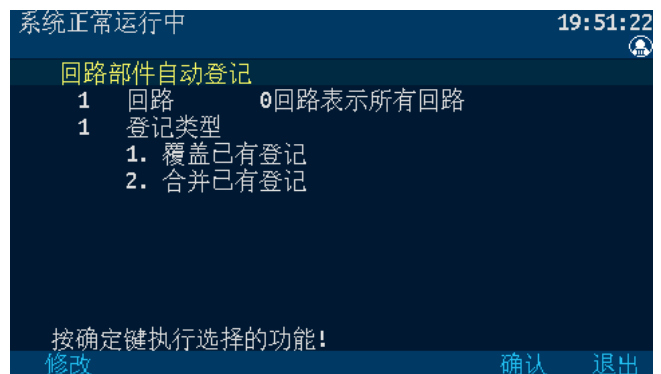 系统正常运行中 19:51:22
回路部件自动登记
1 回路 0回路表示所有回路
1 登记类型
1. 覆盖已有登记
2. 合并已有登记
按确定键执行选择的功能!
修改 确认 退出